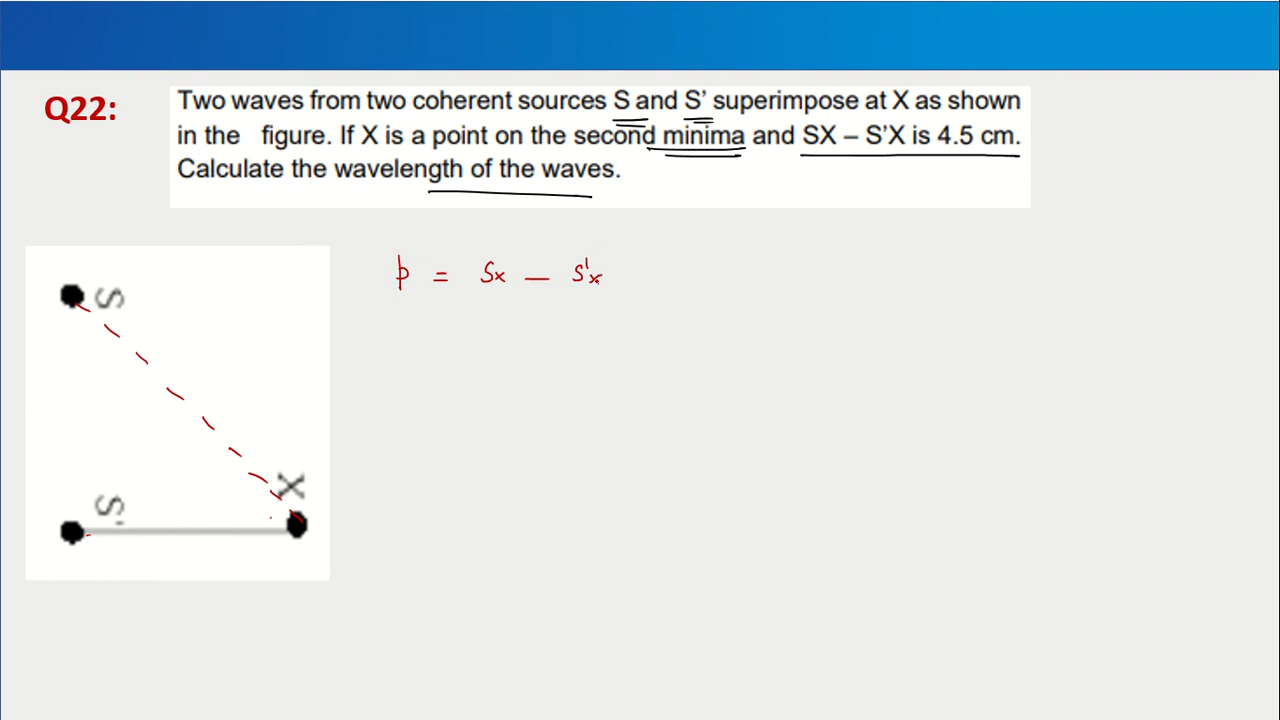 Q22:
Two waves from two coherent sources S and S’ superimpose at X as shown
in the figure. If X is a point on the second minima and SX – S’X is 4.5 cm.
Calculate the wavelength of the waves.
p = Sx — S'x
S
X
S'